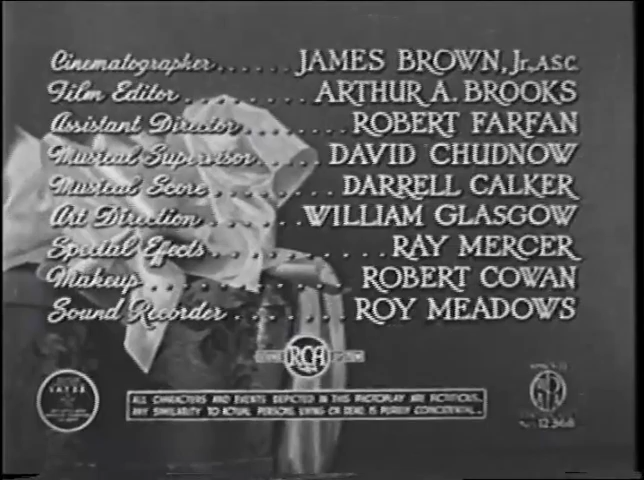 Cinematographer...... JAMES BROWN, Jr., A.S.C.
Film Editor......... ARTHUR A. BROOKS
Assistant Director........ ROBERT FARFAN
Musical Supervisor..... DAVID CHUDNOW
Musical Score........ DARRELL CALKER
Art Direction...... WILLIAM GLASGOW
Special Effects.......... RAY MERCER
Makeup........... ROBERT COWAN
Sound Recorder....... ROY MEADOWS
RCA SYSTEM
ALL CHARACTERS AND EVENTS DEPICTED IN THIS PHOTOPLAY ARE FICTITIOUS.
ANY SIMILARITY TO ACTUAL PERSONS, LIVING OR DEAD, IS PURELY COINCIDENTAL.
12368